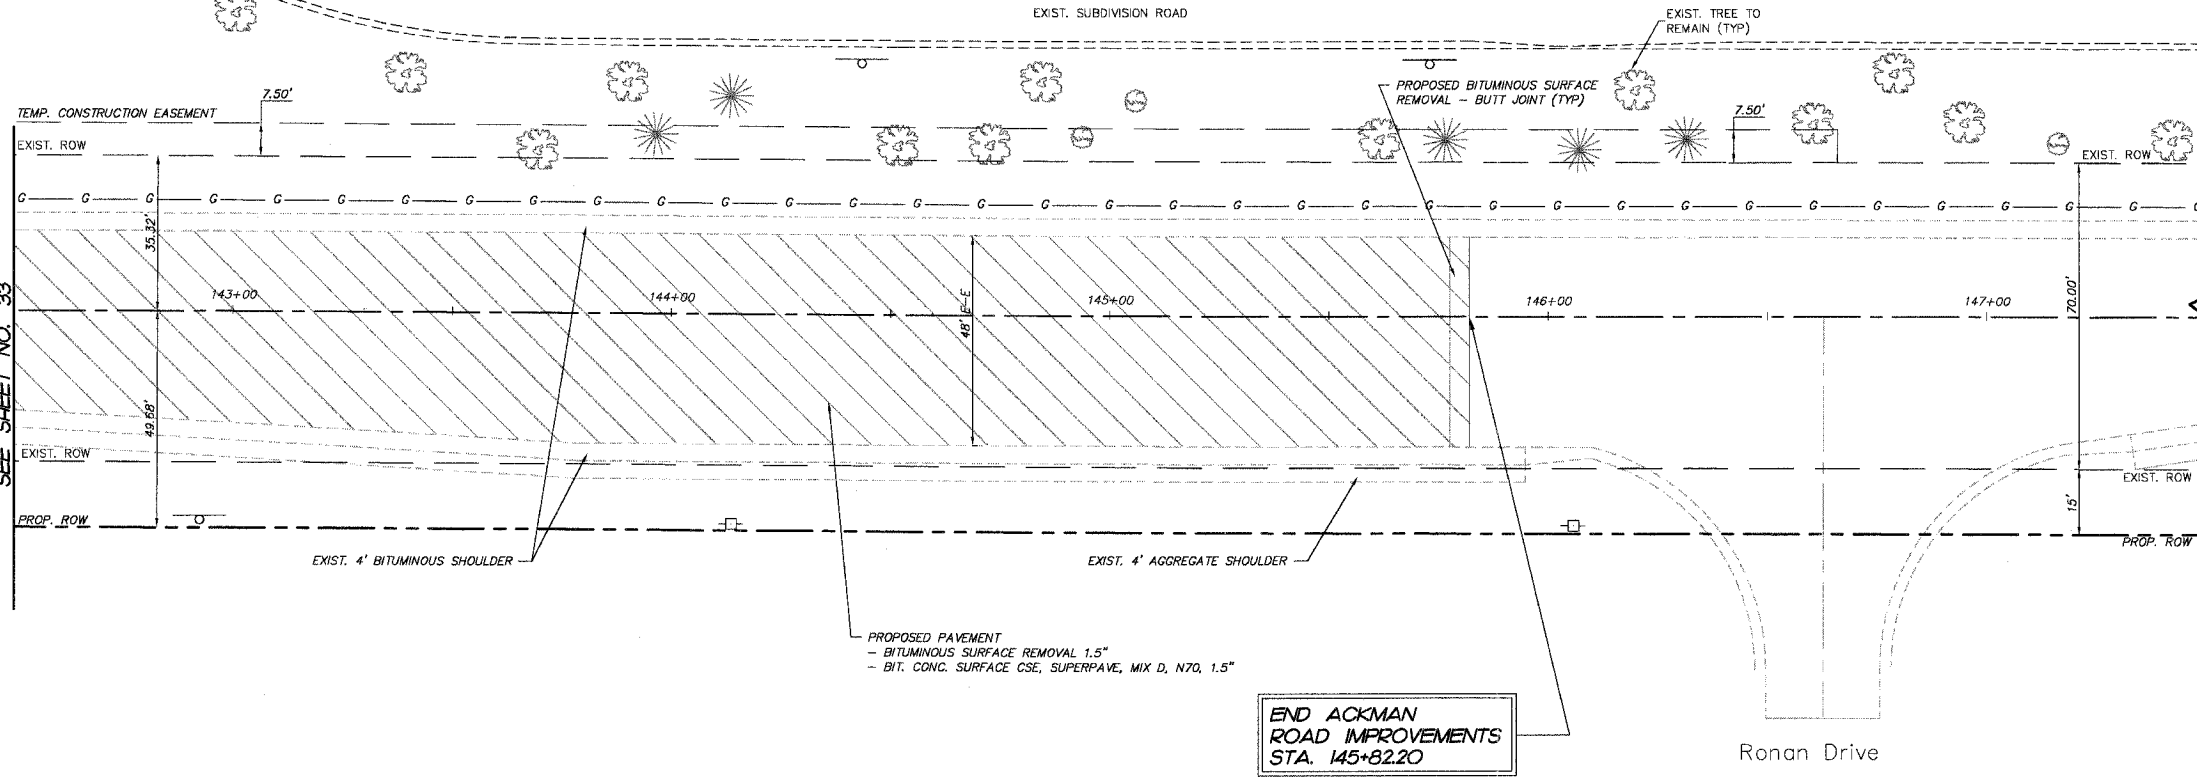 EXIST. SUBDIVISION ROAD
EXIST. TREE TO
REMAIN (TYP)
PROPOSED BITUMINOUS SURFACE
REMOVAL - BUTT JOINT (TYP)
7.50'
7.50'
TEMP. CONSTRUCTION EASEMENT
EXIST. ROW
EXIST. ROW
G G G G G G G G G G G G G G G G G G G G G G G G G G G G G G G G G G G G
35.32'
143+00
144+00
145+00
146+00
147+00
48' E-E
70.00'
SEE SHEET NO. 33
49.68'
EXIST. ROW
EXIST. ROW
15'
PROP. ROW
PROP. ROW
EXIST. 4' BITUMINOUS SHOULDER
EXIST. 4' AGGREGATE SHOULDER
PROPOSED PAVEMENT
- BITUMINOUS SURFACE REMOVAL 1.5"
- BIT. CONC. SURFACE CSE, SUPERPAVE, MIX D, N70, 1.5"
END ACKMAN
ROAD IMPROVEMENTS
STA. 145+82.20
Ronan Drive